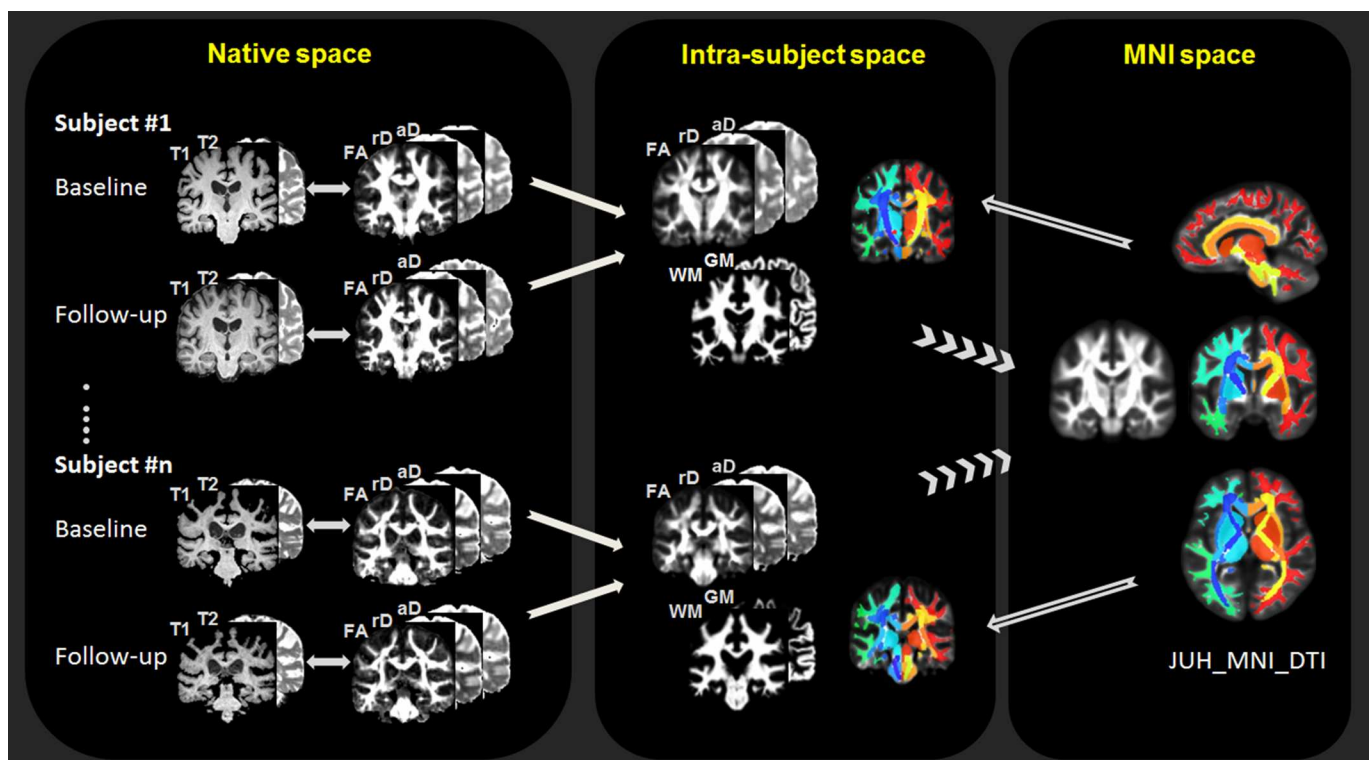 Native space
Intra-subject space
MNI space
Subject #1
T1 T2
FA rD aD
Baseline
FA rD aD
WM GM
T1 T2
FA rD aD
Follow-up
Subject #n
T1 T2
FA rD aD
Baseline
FA rD aD
WM GM
T1 T2
FA rD aD
Follow-up
JUH_MNI_DTI